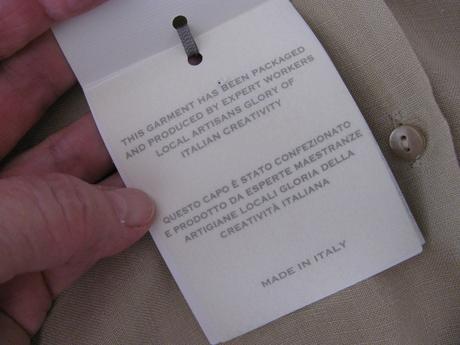 THIS GARMENT HAS BEEN PACKAGED
AND PRODUCED BY EXPERT WORKERS
LOCAL ARTISANS GLORY OF
ITALIAN CREATIVITY
QUESTO CAPO È STATO CONFEZIONATO
E PRODOTTO DA ESPERTE MAESTRANZE
ARTIGIANE LOCALI GLORIA DELLA
CREATIVITÀ ITALIANA
MADE IN ITALY